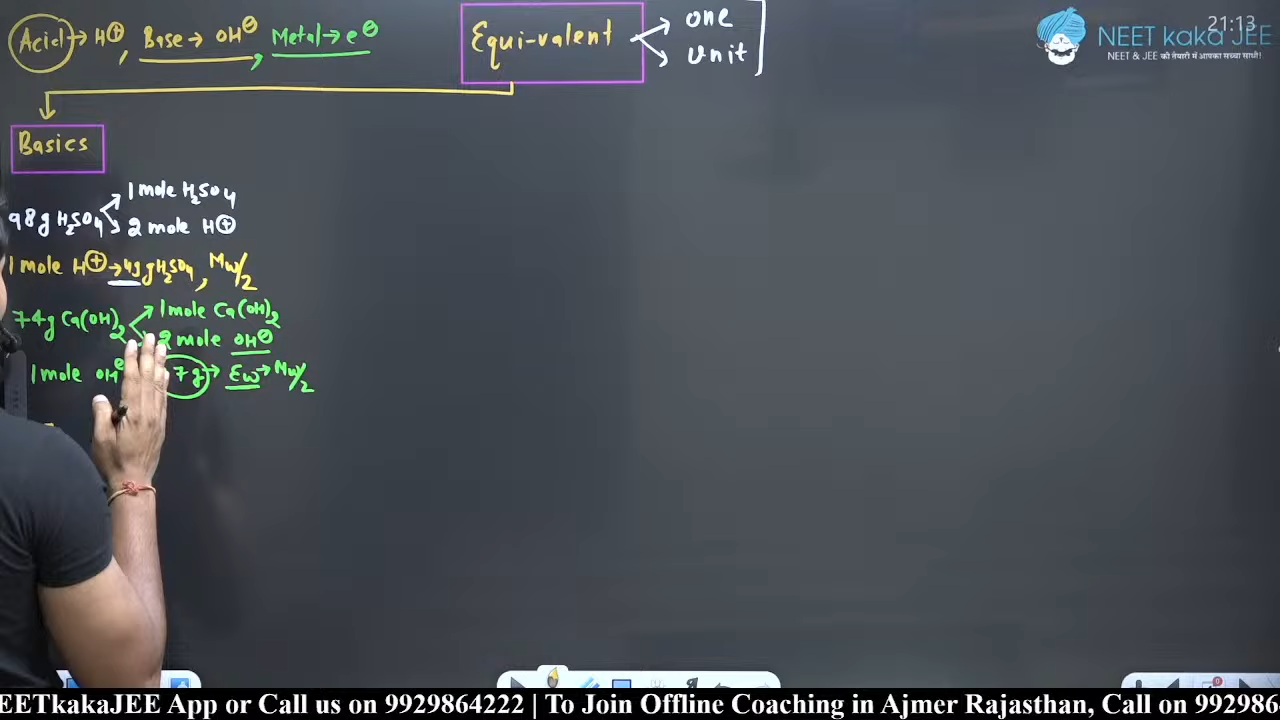 Acid → H⊕, Base → OH⊖, Metal → e⊖
Equi-valent → one
→ unit
NEET kaka JEE
21:13
NEET & JEE की तैयारी में आपका सच्चा साथी!
Basics
98g H₂SO₄ → 1 mole H₂SO₄
→ 2 mole H⊕
1 mole H⊕ → 49 g H₂SO₄, Mw/2
74g Ca(OH)₂ → 1 mole Ca(OH)₂
→ 2 mole OH⊖
1 mole OH⊖ 7g → Ew → Mw/2
EETkakaJEE App or Call us on 9929864222 | To Join Offline Coaching in Ajmer Rajasthan, Call on 992986